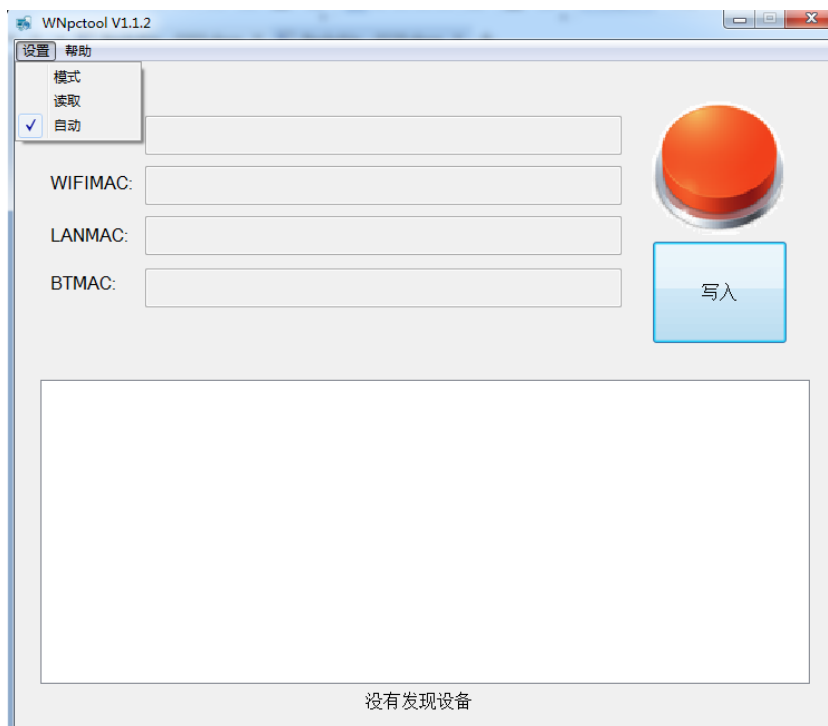 WNpctool V1.1.2
设置 帮助
模式
读取
自动
WIFIMAC:
LANMAC:
BTMAC:
写入
没有发现设备